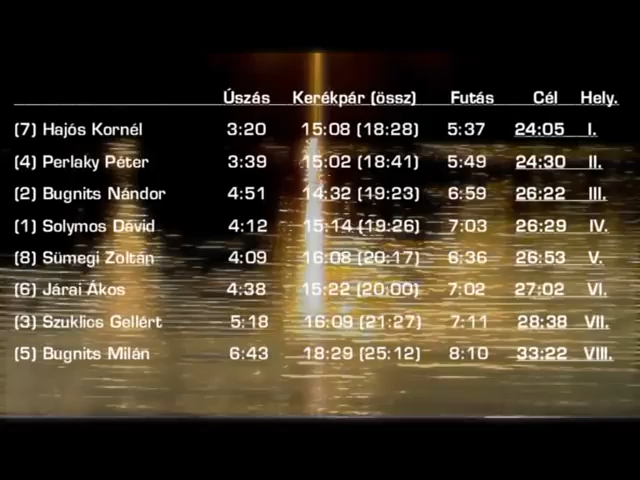 Úszás Kerékpár (össz) Futás Cél Hely.
(7) Hajós Kornél 3:20 15:08 (18:28) 5:37 24:05 I.
(4) Perlaky Péter 3:39 15:02 (18:41) 5:49 24:30 II.
(2) Bugnits Nándor 4:51 14:32 (19:23) 6:59 26:22 III.
(1) Solymos Dávid 4:12 15:14 (19:26) 7:03 26:29 IV.
(8) Sümegi Zoltán 4:09 16:08 (20:17) 6:36 26:53 V.
(6) Járai Ákos 4:38 15:22 (20:00) 7:02 27:02 VI.
(3) Szuklics Gellért 5:18 16:09 (21:27) 7:11 28:38 VII.
(5) Bugnits Milán 6:43 18:29 (25:12) 8:10 33:22 VIII.